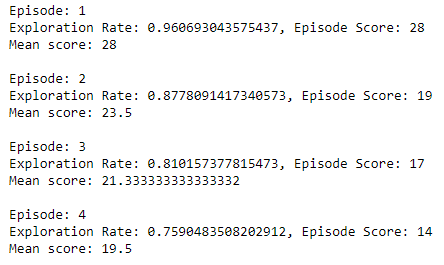 Episode: 1
Exploration Rate: 0.960693043575437, Episode Score: 28
Mean score: 28
Episode: 2
Exploration Rate: 0.8778091417340573, Episode Score: 19
Mean score: 23.5
Episode: 3
Exploration Rate: 0.810157377815473, Episode Score: 17
Mean score: 21.333333333333332
Episode: 4
Exploration Rate: 0.7590483508202912, Episode Score: 14
Mean score: 19.5